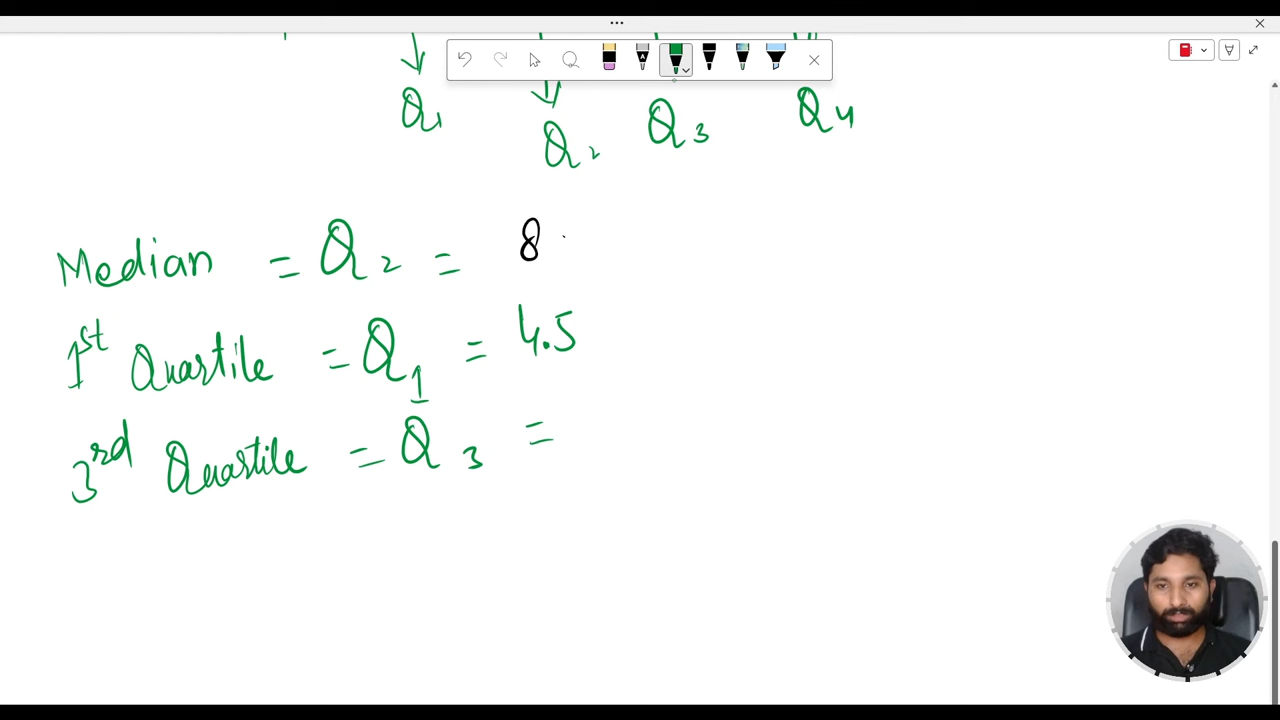 Q1
Q2
Q3
Q4
Median = Q2 = 8
1st Quartile = Q1 = 4.5
3rd Quartile = Q3 =